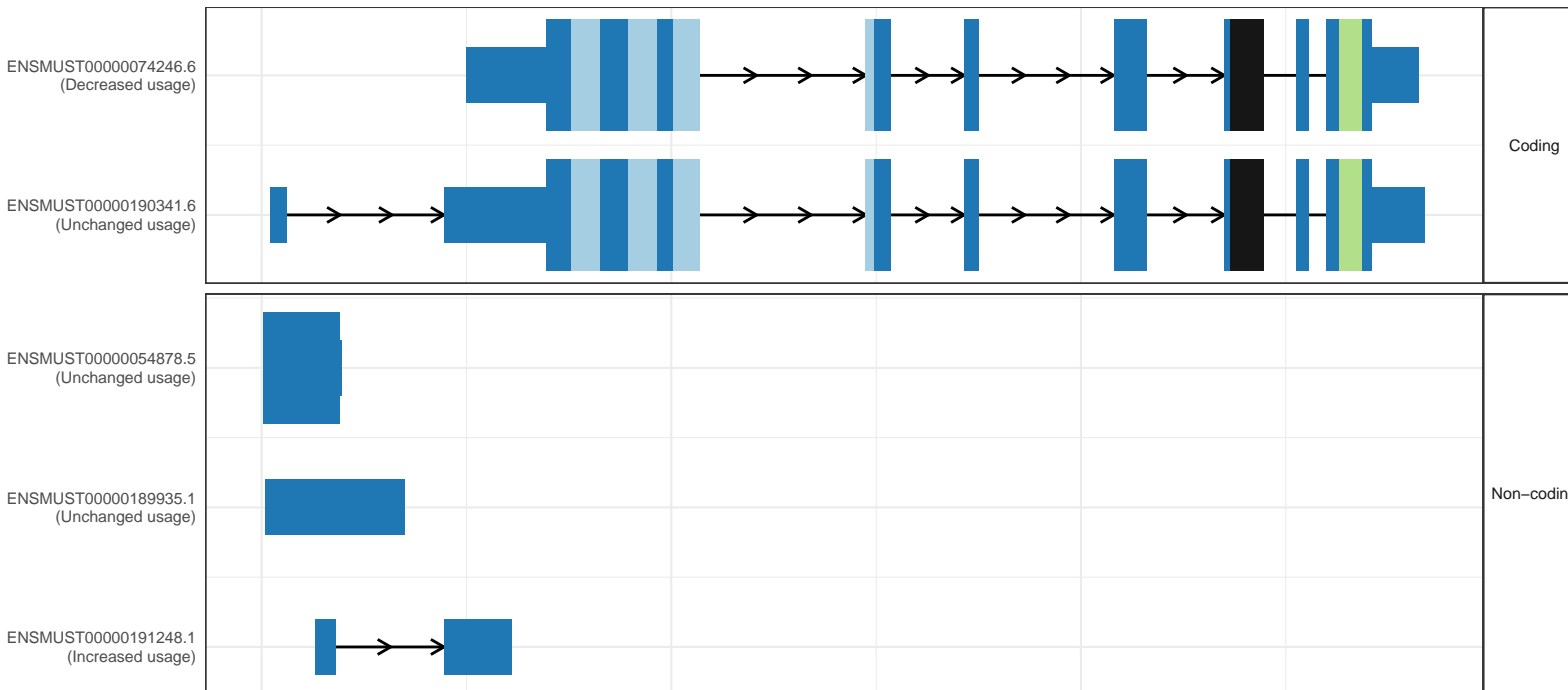 ENSMUST00000074246.6
(Decreased usage)
ENSMUST00000190341.6
(Unchanged usage)
Coding
ENSMUST00000054878.5
(Unchanged usage)
ENSMUST00000189935.1
(Unchanged usage)
Non−codin
ENSMUST00000191248.1
(Increased usage)